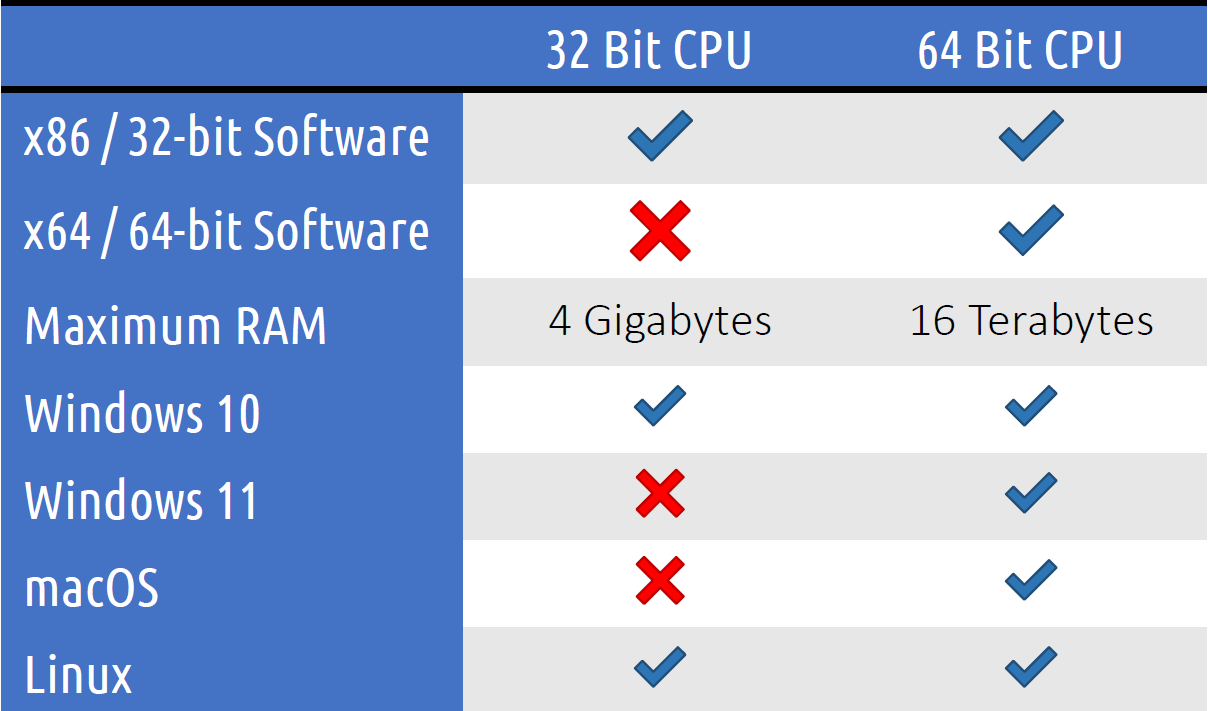 32 Bit CPU 64 Bit CPU
x86 / 32-bit Software
x64 / 64-bit Software
Maximum RAM 4 Gigabytes 16 Terabytes
Windows 10
Windows 11
macOS
Linux